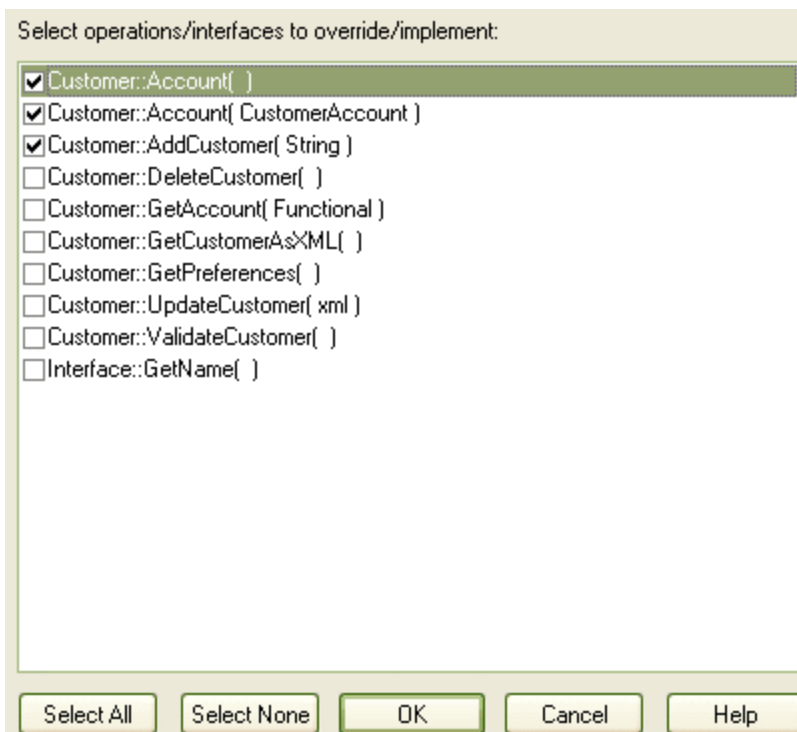 Select operations/interfaces to override/implement:
Customer::Account( )
Customer::Account( CustomerAccount )
Customer::AddCustomer( String )
Customer::DeleteCustomer( )
Customer::GetAccount( Functional )
Customer::GetCustomerAsXML( )
Customer::GetPreferences( )
Customer::UpdateCustomer( xml )
Customer::ValidateCustomer( )
Interface::GetName( )
Select All Select None OK Cancel Help